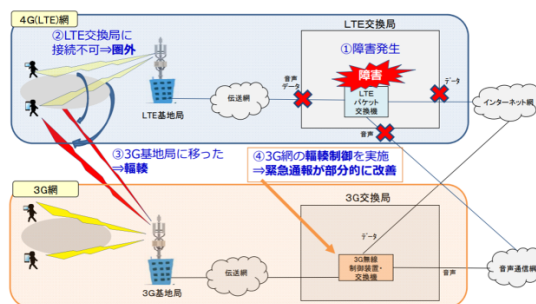 4G(LTE)網
②LTE交換局に
接続不可⇒圏外
LTE交換局
①障害発生
障害
音声
データ
データ
伝送網
LTE
パケット
交換機
インターネット網
LTE基地局
音声
③3G基地局に移った
⇒輻輳
④3G網の輻輳制御を実施
⇒緊急通報が部分的に改善
3G網
3G交換局
データ
3G無線
制御装置・
交換機
伝送網
音声
音声通信網
3G基地局